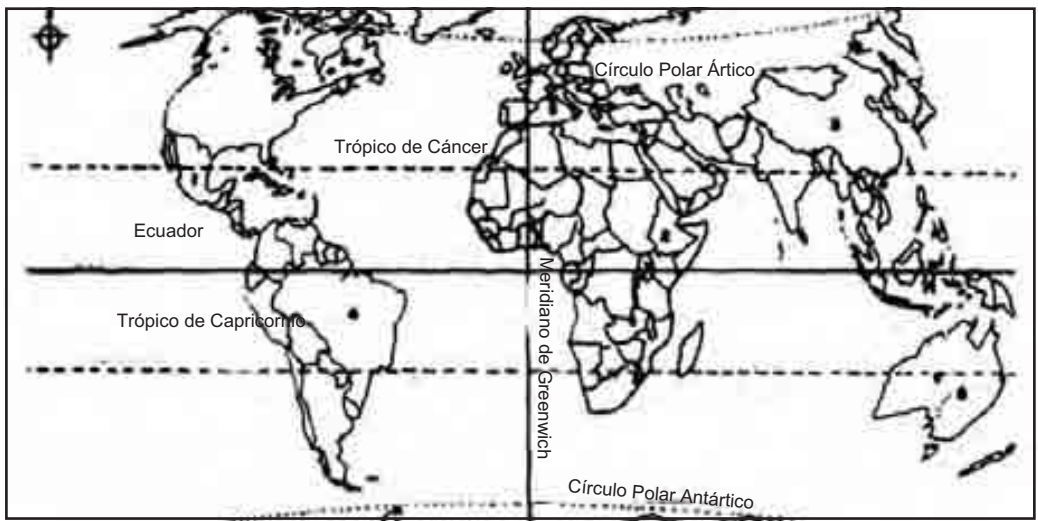 Círculo Polar Ártico
Trópico de Cáncer
Ecuador
Meridiano de Greenwich
Trópico de Capricornio
Círculo Polar Antártico